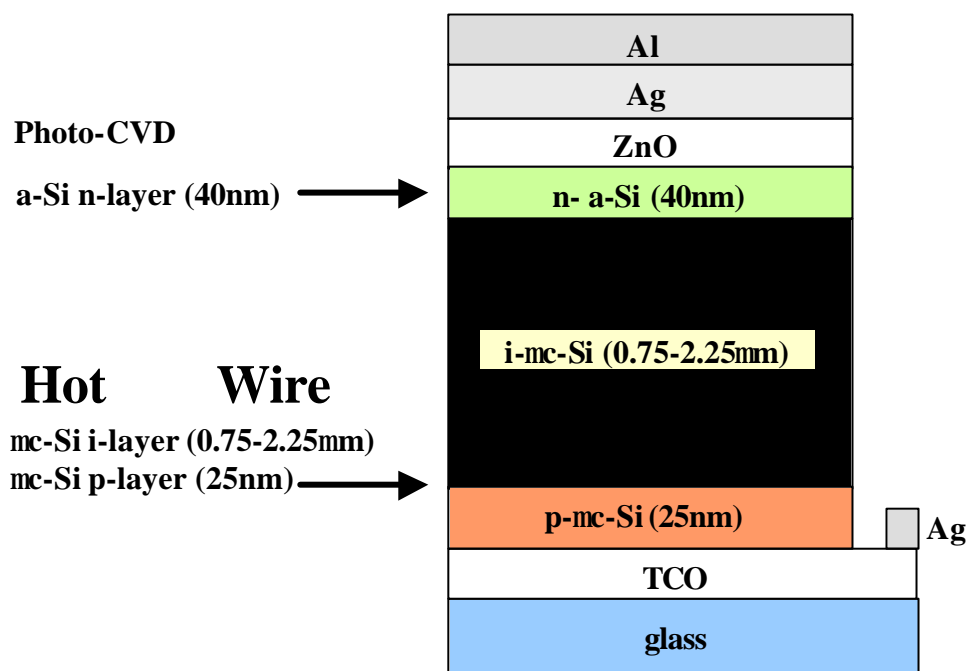 Al
Ag
Photo-CVD
ZnO
a-Si n-layer (40nm)
n- a-Si (40nm)
i-mc-Si (0.75-2.25mm)
Hot Wire
mc-Si i-layer (0.75-2.25mm)
mc-Si p-layer (25nm)
p-mc-Si (25nm)
Ag
TCO
glass